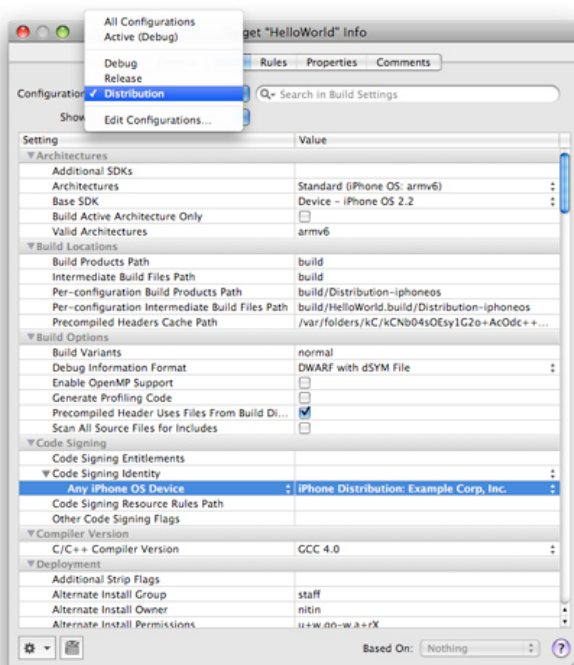 All Configurations
Active (Debug)
Debug
Release
✓ Distribution
Edit Configurations...
get "HelloWorld" Info
Rules Properties Comments
Configuration
Search in Build Settings
Show
Setting Value
Architectures
Additional SDKs
Architectures Standard (iPhone OS: armv6)
Base SDK Device - iPhone OS 2.2
Build Active Architecture Only
Valid Architectures armv6
Build Locations
Build Products Path build
Intermediate Build Files Path build
Per-configuration Build Products Path build/Distribution-iphoneos
Per-configuration Intermediate Build Files Path build/HelloWorld.build/Distribution-iphoneos
Precompiled Headers Cache Path /var/folders/kC/kCNb04sOEsy1G2o+AcOdc++...
Build Options
Build Variants normal
Debug Information Format DWARF with dSYM File
Enable OpenMP Support
Generate Profiling Code
Precompiled Header Uses Files From Build Di...
Scan All Source Files for Includes
Code Signing
Code Signing Entitlements
Code Signing Identity
Any iPhone OS Device iPhone Distribution: Example Corp, Inc.
Code Signing Resource Rules Path
Other Code Signing Flags
Compiler Version
C/C++ Compiler Version GCC 4.0
Deployment
Additional Strip Flags
Alternate Install Group staff
Alternate Install Owner nitin
Alternate Install Permissions u+w,go-w,a+rX
Based On: Nothing ?